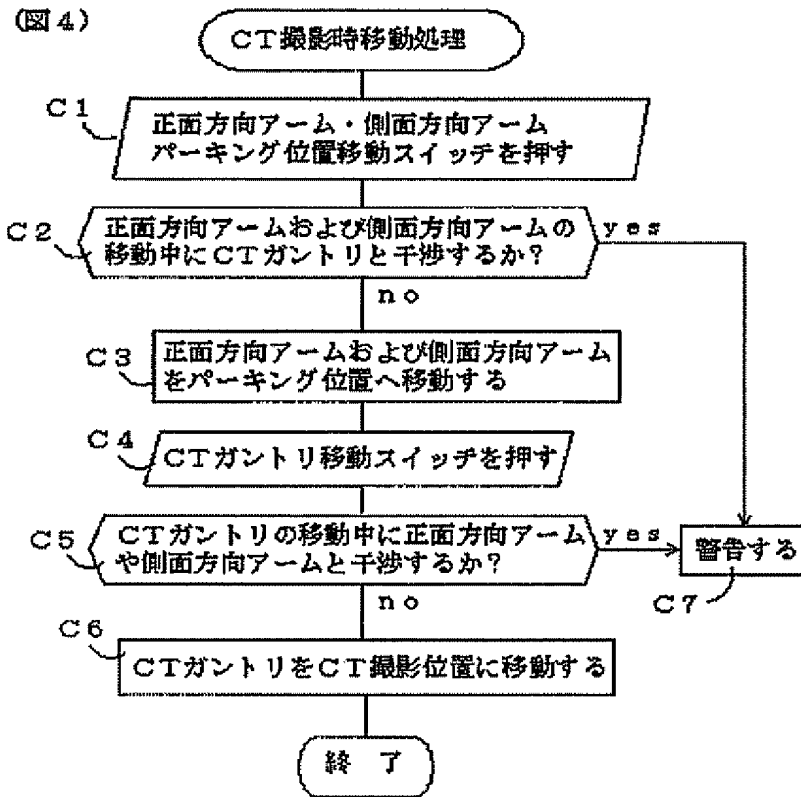 (図4)
CT撮影時移動処理
C1
正面方向アーム・側面方向アーム
パーキング位置移動スイッチを押す
C2
正面方向アームおよび側面方向アームの
移動中にCTガントリと干渉するか?
yes
no
C3
正面方向アームおよび側面方向アーム
をパーキング位置へ移動する
C4
CTガントリ移動スイッチを押す
C5
CTガントリの移動中に正面方向アーム
や側面方向アームと干渉するか?
yes
警告する
C7
no
C6
CTガントリをCT撮影位置に移動する
終 了